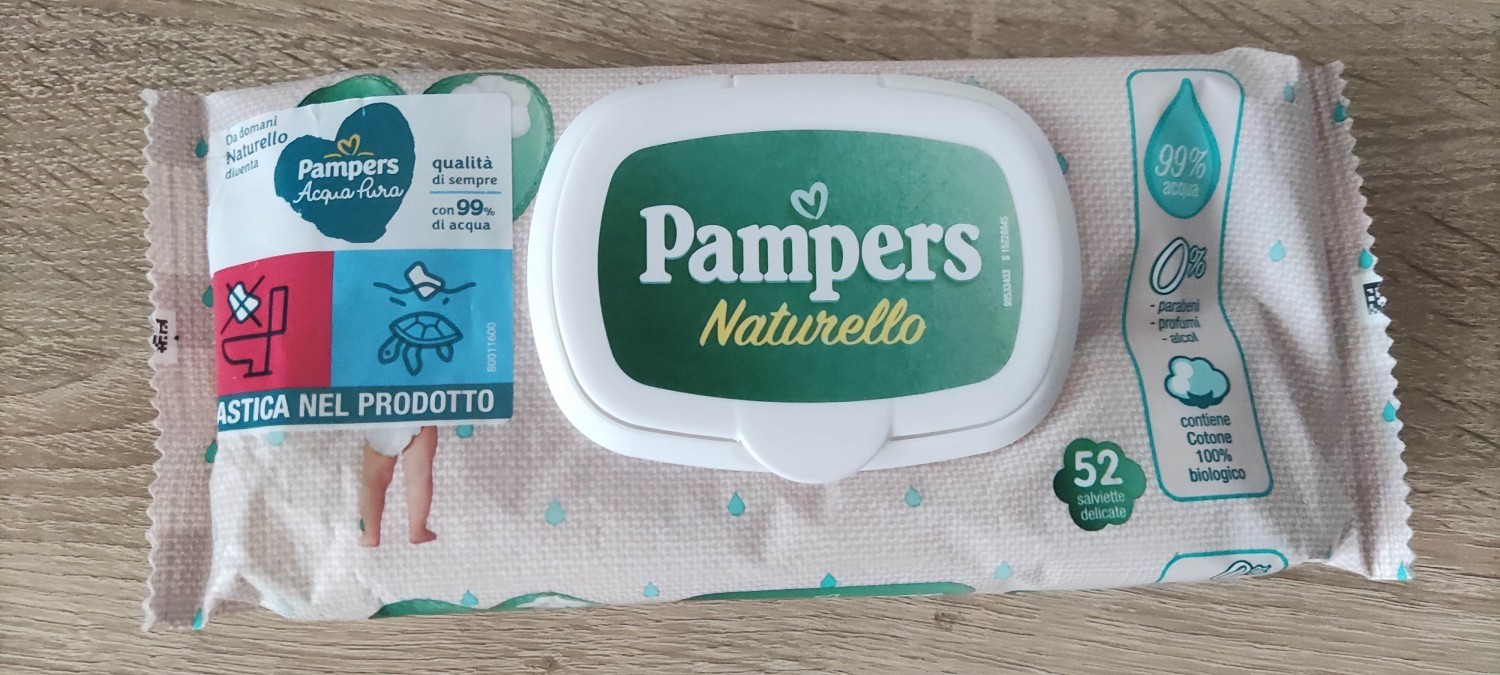 Da domani
Naturello
diventa
Pampers
Acqua Pura
qualità
di sempre
con 99%
di acqua
80011600
ASTICA NEL PRODOTTO
Pampers
Naturello
99%
acqua
0%
- parabeni
- profumi
- alcol
contiene
Cotone
100%
biologico
52
salviette
delicate